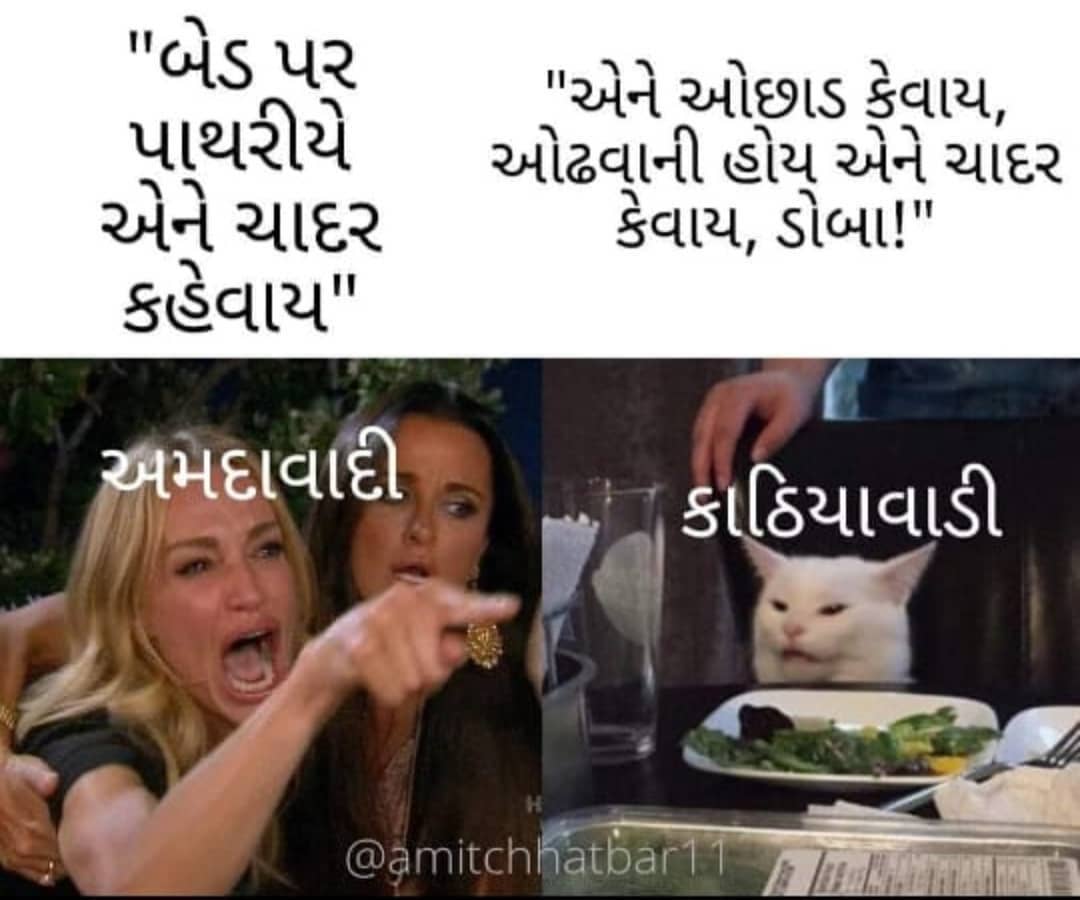 "બેડ પર
પાથરીયે
એને ચાદર
કહેવાય"
"એને ઓછાડ કેવાય,
ઓઢવાની હોય એને ચાદર
કેવાય, ડોબા!"
અમદાવાદી
કાઠિયાવાડી
@amitchhatbar11